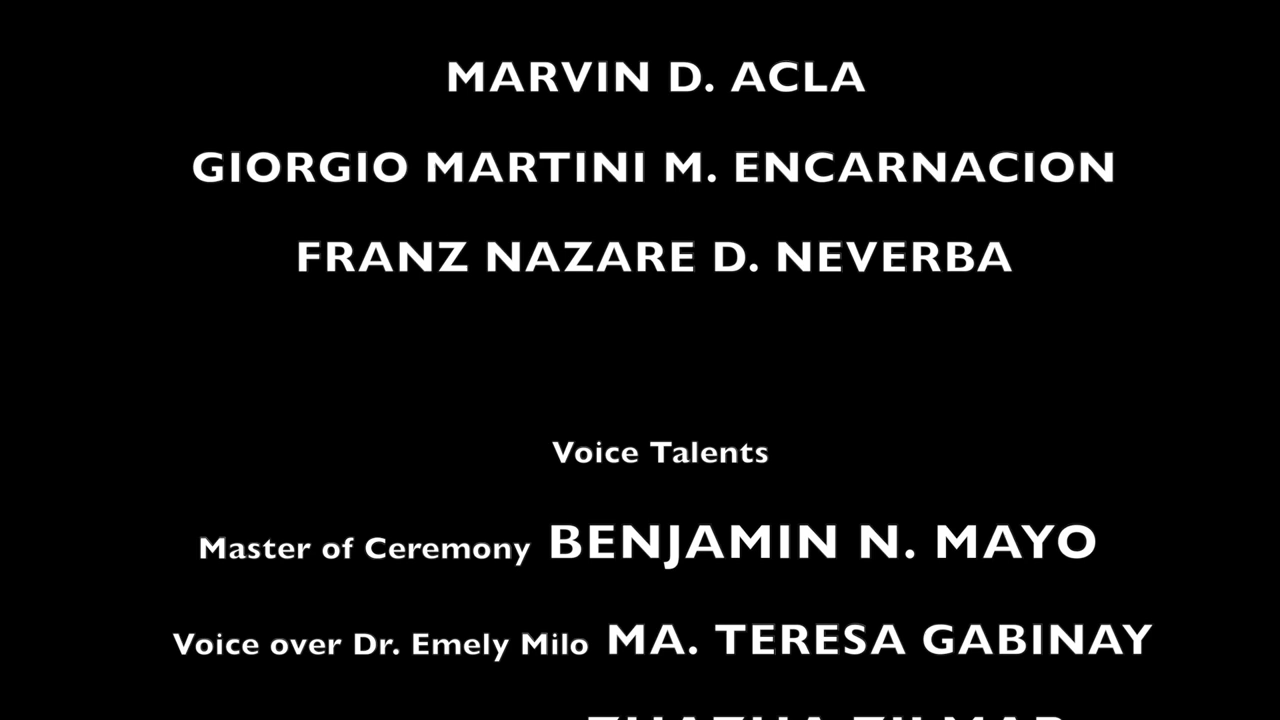 MARVIN D. ACLA
GIORGIO MARTINI M. ENCARNACION
FRANZ NAZARE D. NEVERBA
Voice Talents
Master of Ceremony BENJAMIN N. MAYO
Voice over Dr. Emely Milo MA. TERESA GABINAY